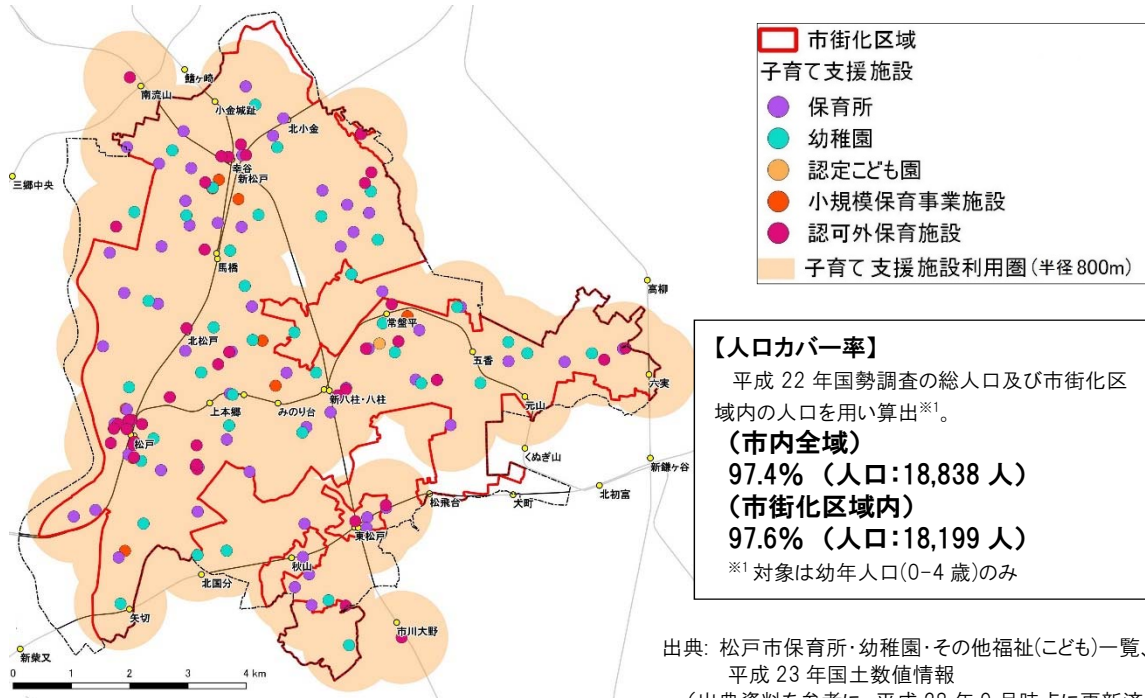 市街化区域
子育て支援施設
保育所
幼稚園
認定こども園
小規模保育事業施設
認可外保育施設
子育て支援施設利用圏(半径800m)
鰭ヶ崎
南流山
小金城趾
北小金
三郷中央
幸谷
新松戸
馬橋
高柳
常盤平
北松戸
五香
六実
元山
上本郷
みのり台
新八柱・八柱
松戸
くぬぎ山
新鎌ヶ谷
北初富
松飛台
大町
東松戸
秋山
北国分
矢切
市川大野
新柴又
0 1 2 4 km
【人口カバー率】
平成 22 年国勢調査の総人口及び市街化区
域内の人口を用い算出※1。
(市内全域)
97.4% (人口:18,838 人)
(市街化区域内)
97.6% (人口:18,199 人)
※1 対象は幼年人口(0-4 歳)のみ
出典: 松戸市保育所・幼稚園・その他福祉(こども)一覧、
平成 23 年国土数値情報